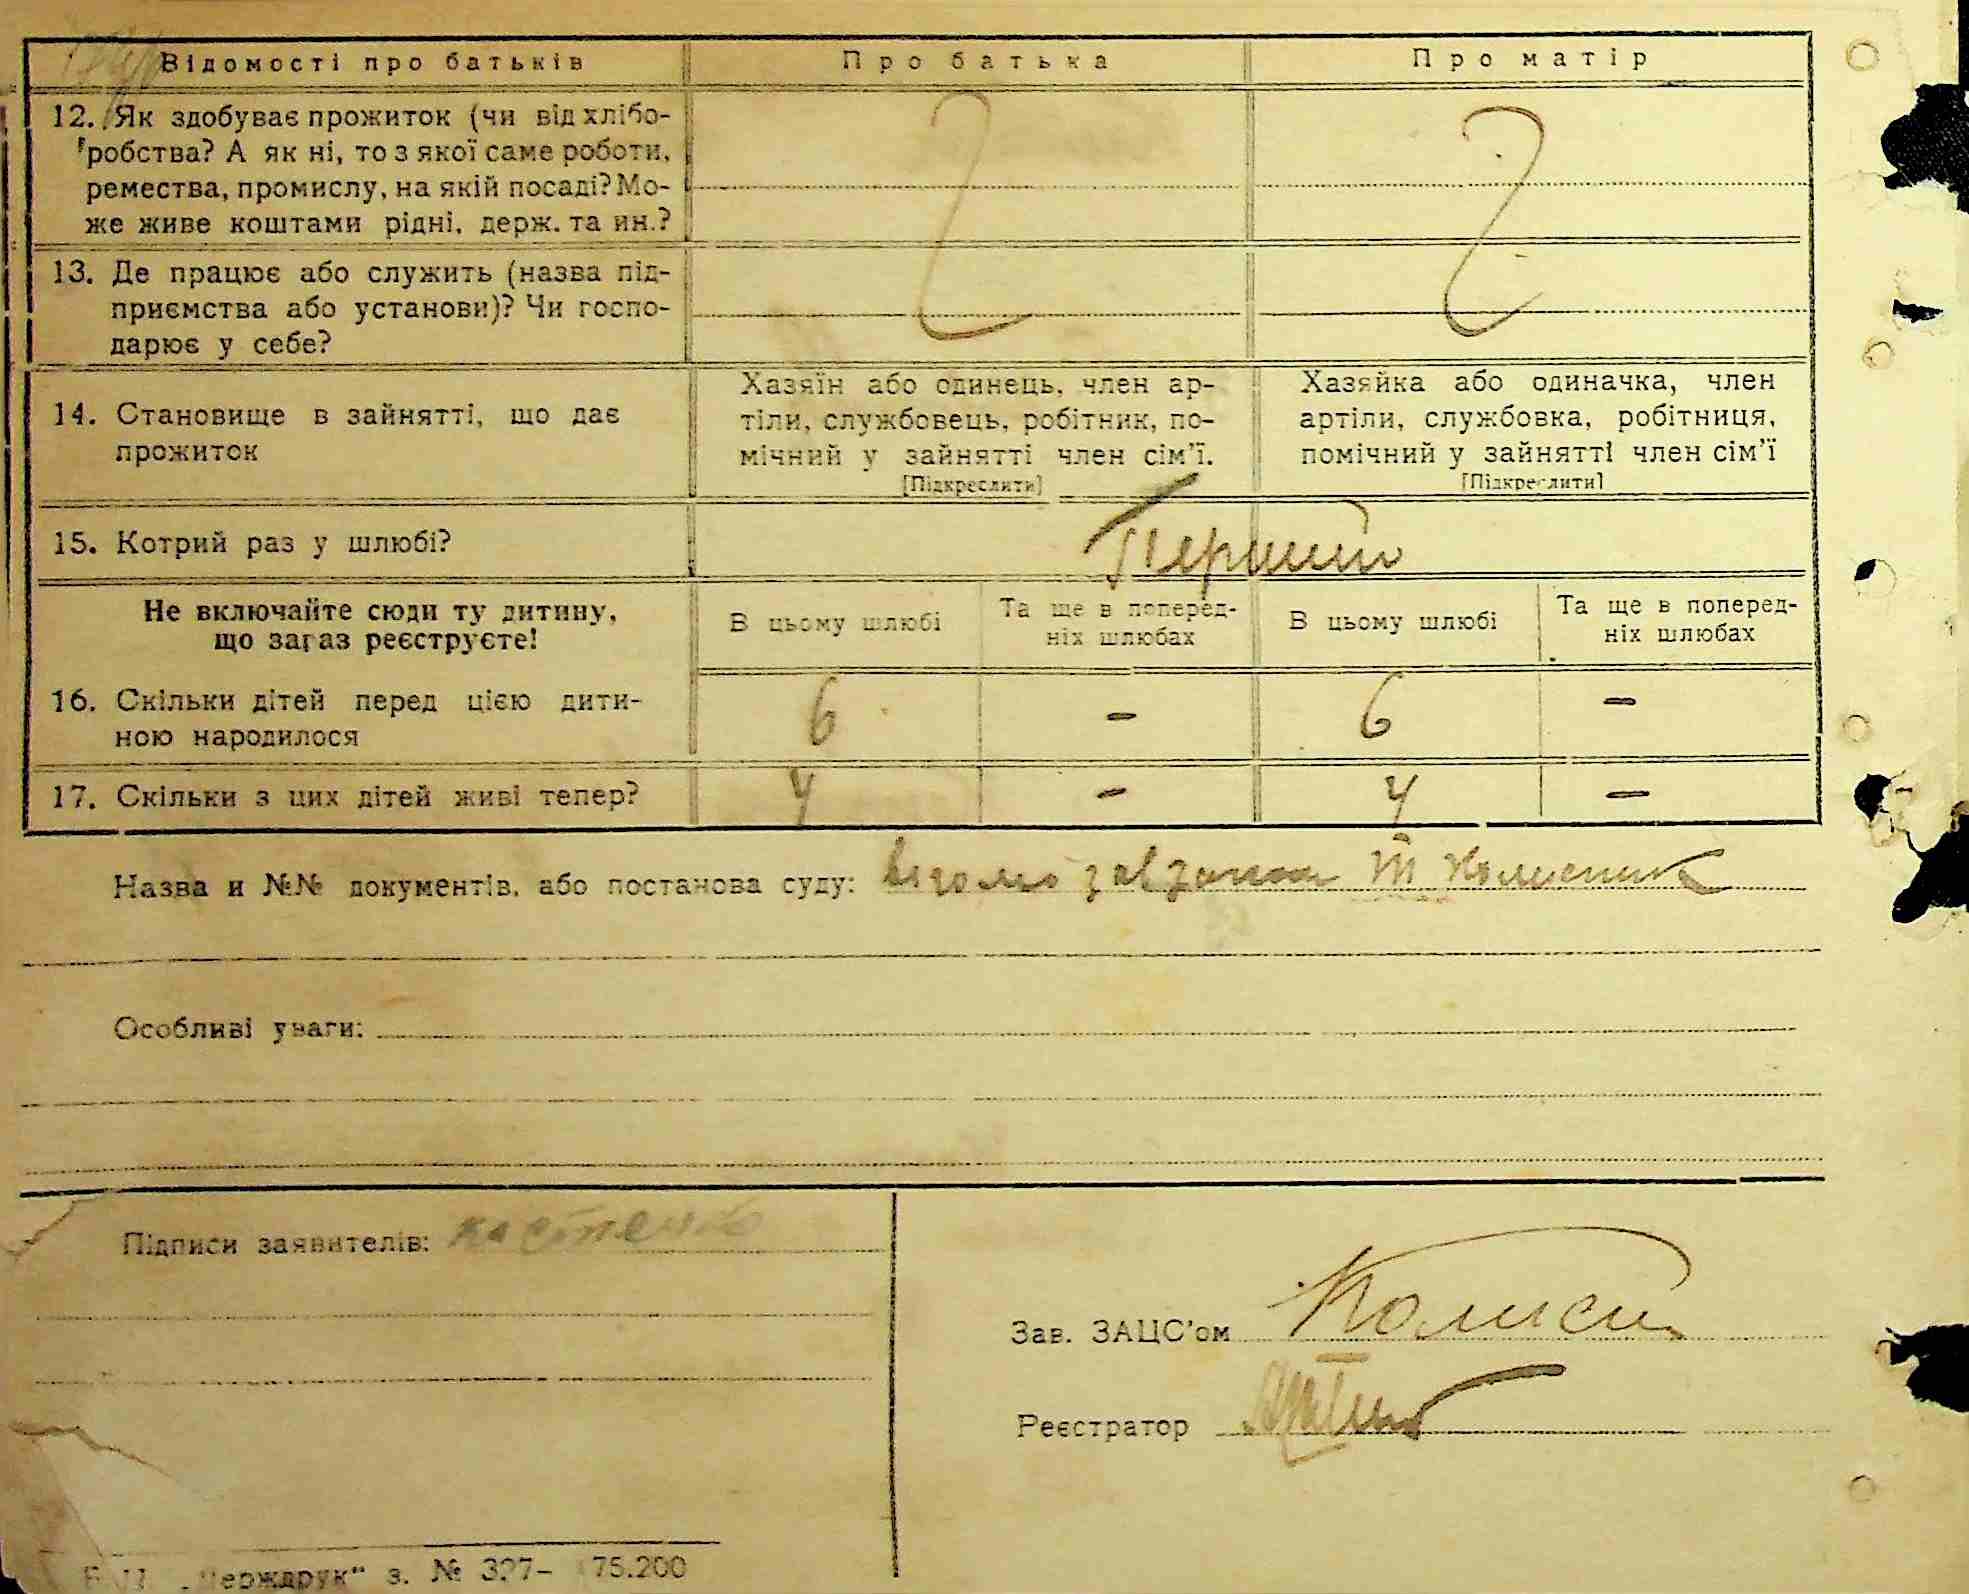 Відомості про батьків
Про батька
Про матір
12. Як здобуває прожиток (чи від хлібо-
робства? А як ні, то з якої саме роботи,
ремества, промислу, на якій посаді? Мо-
же живе коштами рідні, держ. та ин.?
13. Де працює або служить (назва під-
приємства або установи)? Чи госпо-
дарює у себе?
14. Становище в зайнятті, що дає
прожиток
Хазяїн або одинець, член ар-
тіли, службовець, робітник, по-
мічний у зайнятті член сім'ї.
[Підкреслити]
Хазяйка або одиначка, член
артіли, службовка, робітниця,
помічний у зайнятті член сім'ї
[Підкреслити]
15. Котрий раз у шлюбі?
Перший
Не включайте сюди ту дитину,
що зараз реєструєте!
В цьому шлюбі
Та ще в поперед-
ніх шлюбах
В цьому шлюбі
Та ще в поперед-
ніх шлюбах
16. Скільки дітей перед цією дити-
ною народилося
6 - 6 -
17. Скільки з цих дітей живі тепер? 4 - 4 -
Назва и №№ документів, або постанова суду: відомо
Особливі уваги:
Підписи заявителів: костенко
Зав. ЗАЦС'ом
Реєстратор
"Держдрук" з. № 327- 75.200